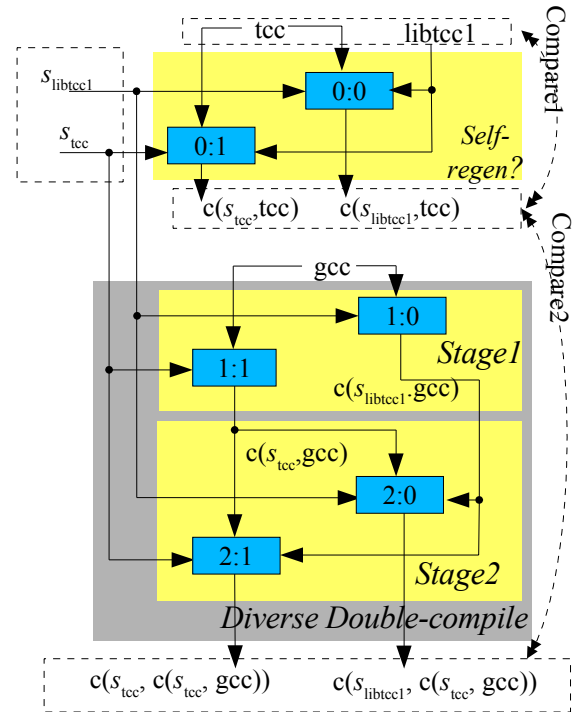 tcc
libtcc1
Compare1
s_libtcc1
0:0
s_tcc
0:1
Self-
regen?
c(s_tcc,tcc)
c(s_libtcc1,tcc)
Compare2
gcc
1:0
Stage1
1:1
c(s_libtcc1.gcc)
c(s_tcc,gcc)
2:0
2:1
Stage2
Diverse Double-compile
c(s_tcc, c(s_tcc, gcc))
c(s_libtcc1, c(s_tcc, gcc))